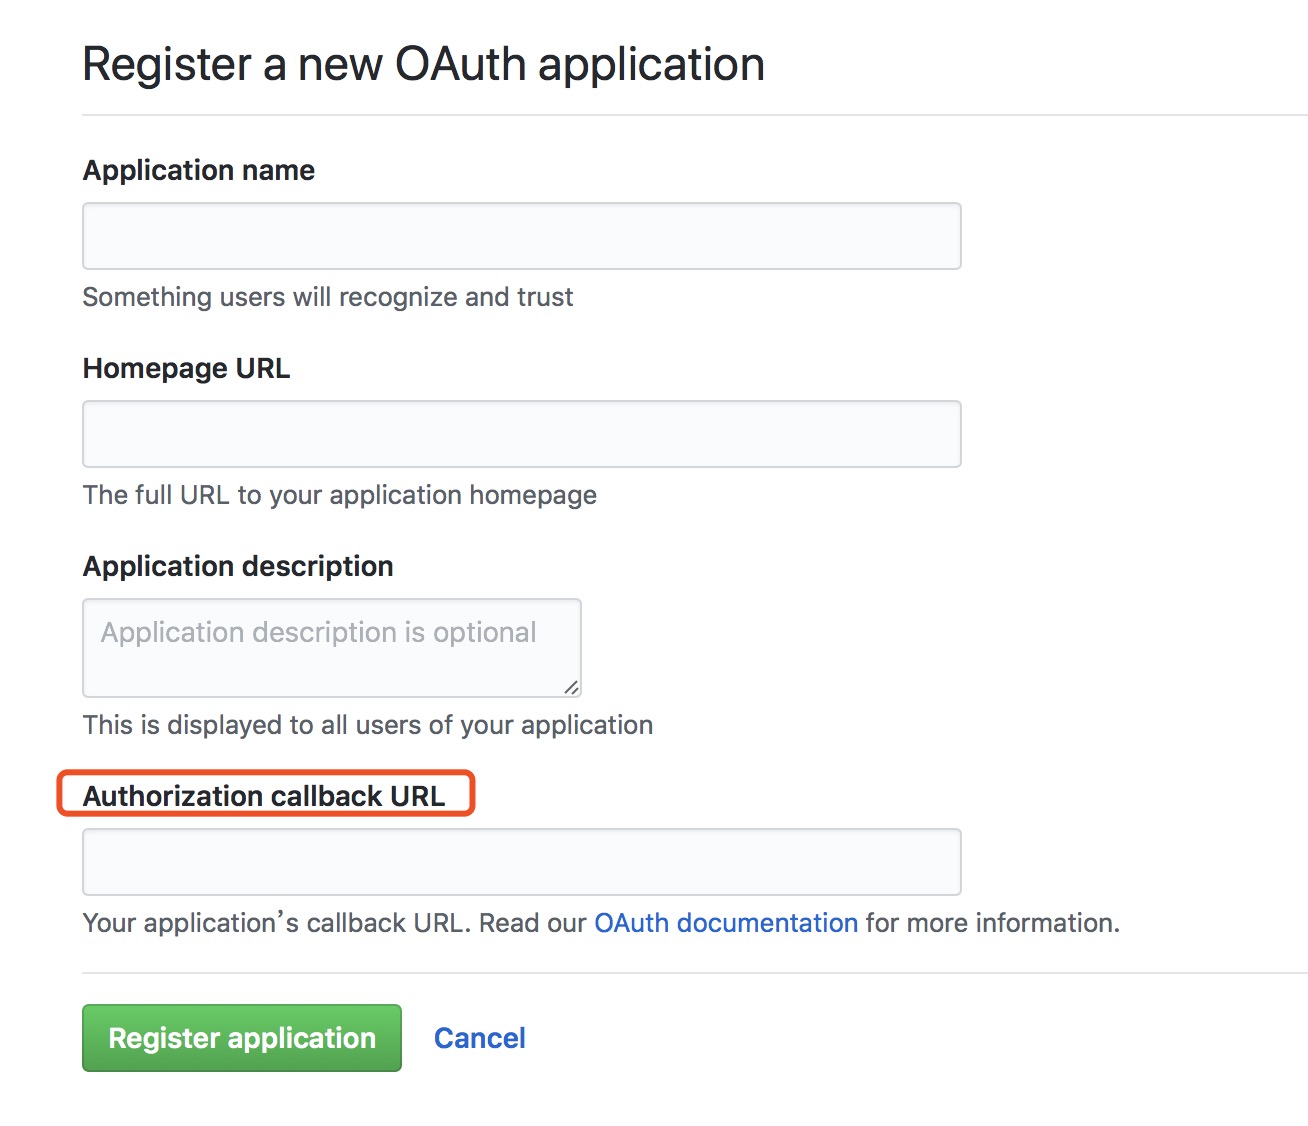 Register a new OAuth application
Application name
Something users will recognize and trust
Homepage URL
The full URL to your application homepage
Application description
Application description is optional
This is displayed to all users of your application
Authorization callback URL
Your application’s callback URL. Read our OAuth documentation for more information.
Register application Cancel